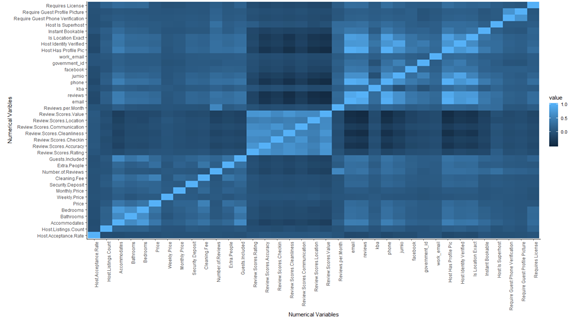 Requires License
Require Guest Profile Picture
Require Guest Phone Verification
Host Is Superhost
Instant Bookable
Is Location Exact
Host Identity Verified
Host Has Profile Pic
work_email
government_id
facebook
jumio
phone
kba
reviews
email
Reviews per Month
Review Scores Value
Review Scores Location
Review Scores Communication
Review Scores Cleanliness
Review Scores Checkin
Review Scores Accuracy
Review Scores Rating
Guests Included
Extra People
Number of Reviews
Cleaning Fee
Security Deposit
Monthly Price
Weekly Price
Price
Bedrooms
Bathrooms
Accommodates
Host Listings Count
Host Acceptance Rate
Numerical Varibles
Host Acceptance Rate
Host Listings Count
Accommodates
Bathrooms
Bedrooms
Price
Weekly Price
Monthly Price
Security Deposit
Cleaning Fee
Number of Reviews
Extra People
Guests Included
Review Scores Rating
Review Scores Accuracy
Review Scores Checkin
Review Scores Cleanliness
Review Scores Communication
Review Scores Location
Review Scores Value
Reviews per Month
email
reviews
kba
phone
jumio
facebook
government_id
work_email
Host Has Profile Pic
Host Identity Verified
Is Location Exact
Instant Bookable
Host Is Superhost
Require Guest Phone Verification
Require Guest Profile Picture
Requires License
Numerical Variables
value
1.0
0.0